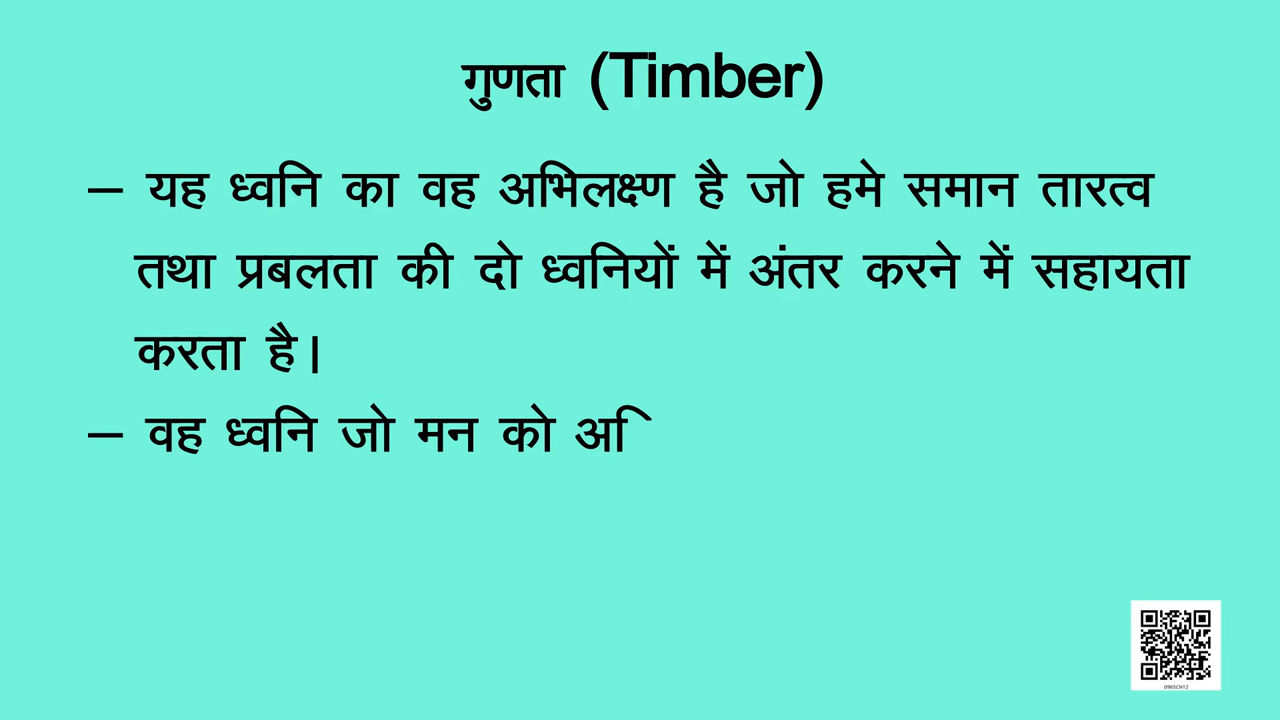 गुणता (Timber)
– यह ध्वनि का वह अभिलक्ष्ण है जो हमे समान तारत्व
तथा प्रबलता की दो ध्वनियों में अंतर करने में सहायता
करता है।
– वह ध्वनि जो मन को
0965CH12